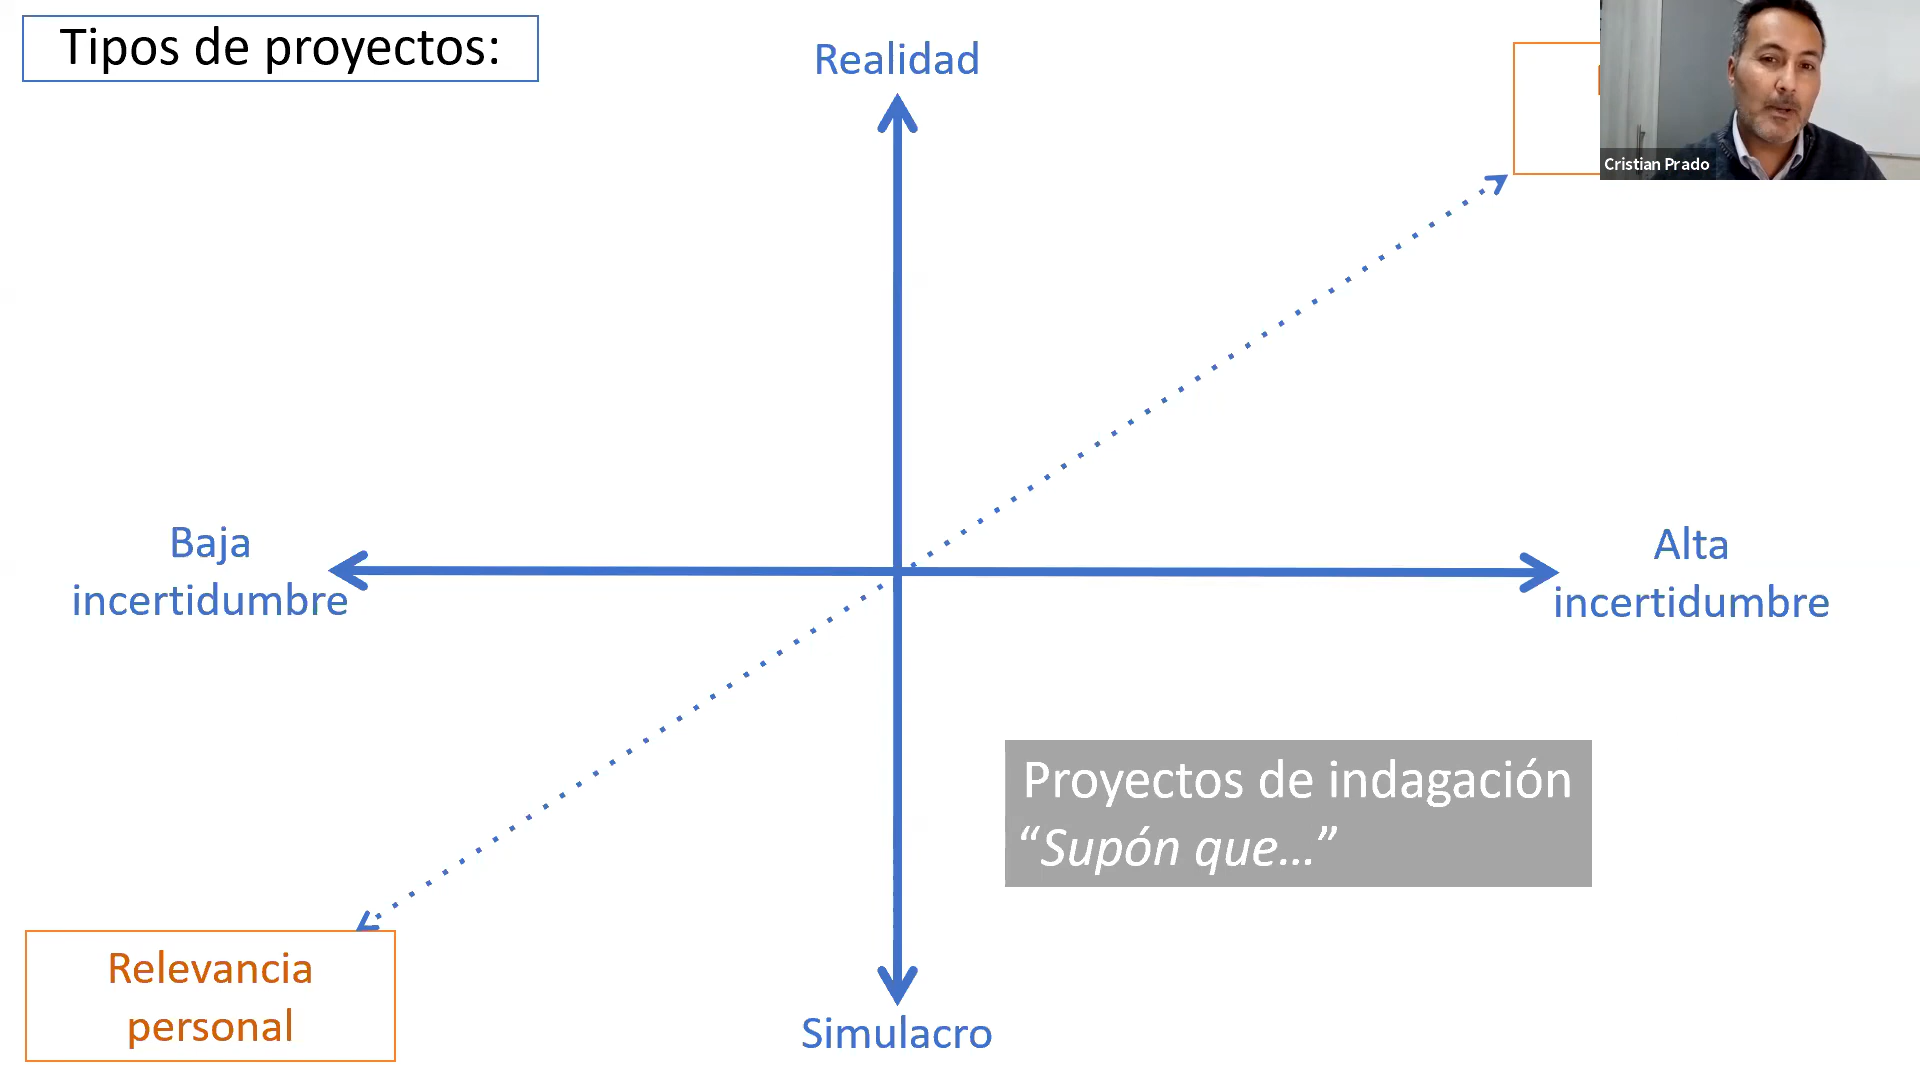 Tipos de proyectos:
Realidad
Cristian Prado
Baja
incertidumbre
Alta
incertidumbre
Proyectos de indagación
“Supón que...”
Relevancia
personal
Simulacro